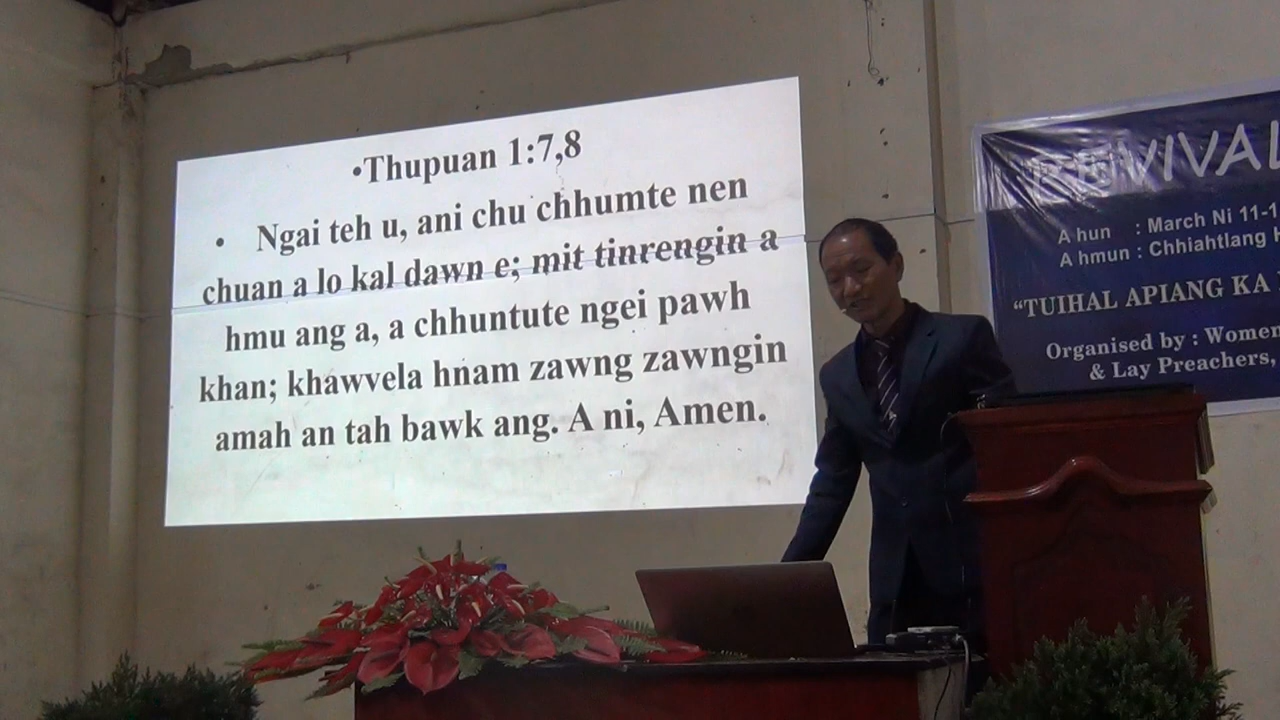 •Thupuan 1:7,8
• Ngai teh u, ani chu chhumte nen
chuan a lo kal dawn e; mit tinrengin a
hmu ang a, a chhuntute ngei pawh
khan; khawvela hnam zawng zawngin
amah an tah bawk ang. A ni, Amen.
REVIVAL
A hun : March Ni 11-1
A hmun : Chhiahtlang H
“TUIHAL APIANG KA
Organised by : Women
& Lay Preachers,